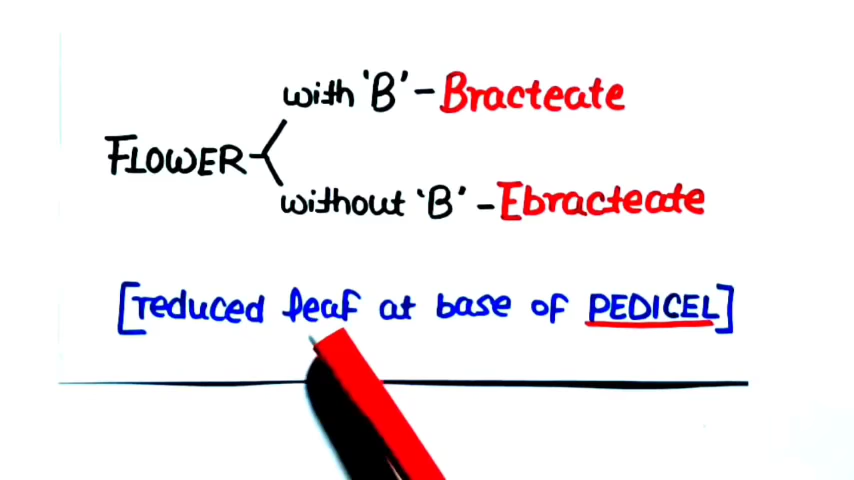 with 'B' - Bracteate
FLOWER
without 'B' - Ebracteate
[reduced leaf at base of PEDICEL]